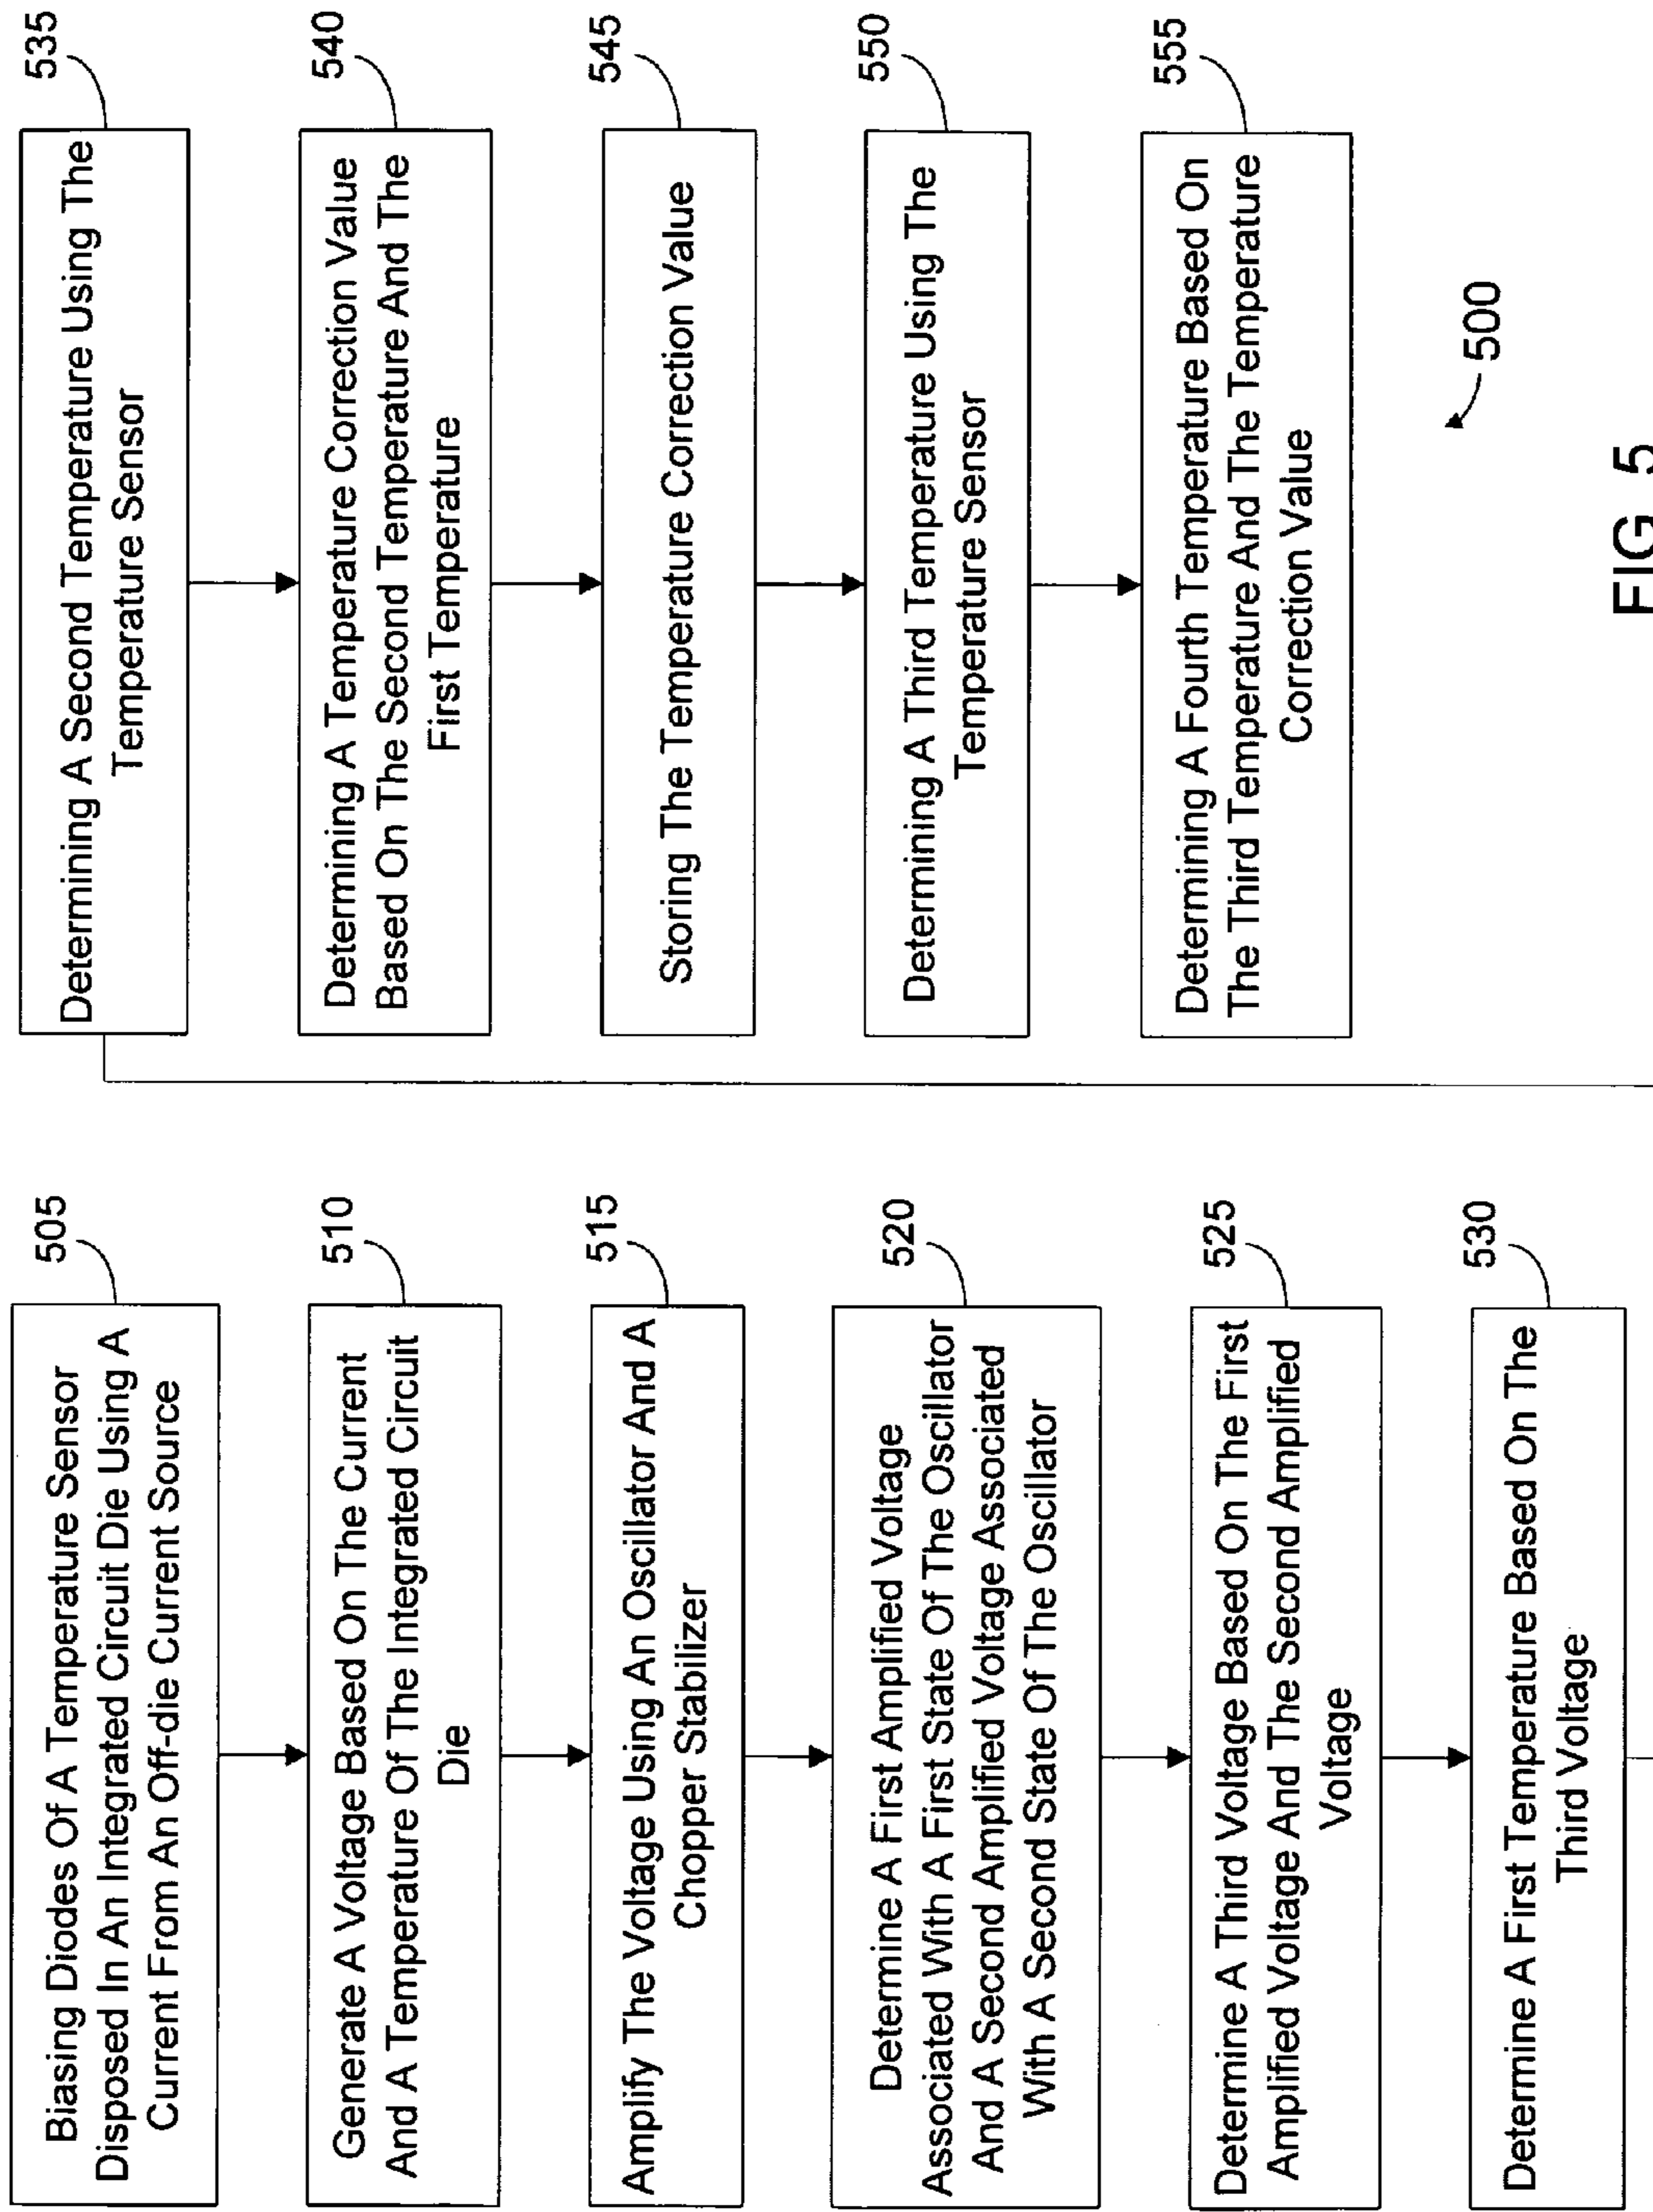 505
Biasing Diodes Of A Temperature Sensor
Disposed In An Integrated Circuit Die Using A
Current From An Off-die Current Source
510
Generate A Voltage Based On The Current
And A Temperature Of The Integrated Circuit
Die
515
Amplify The Voltage Using An Oscillator And A
Chopper Stabilizer
520
Determine A First Amplified Voltage
Associated With A First State Of The Oscillator
And A Second Amplified Voltage Associated
With A Second State Of The Oscillator
525
Determine A Third Voltage Based On The First
Amplified Voltage And The Second Amplified
Voltage
530
Determine A First Temperature Based On The
Third Voltage
535
Determining A Second Temperature Using The
Temperature Sensor
540
Determining A Temperature Correction Value
Based On The Second Temperature And The
First Temperature
545
Storing The Temperature Correction Value
550
Determining A Third Temperature Using The
Temperature Sensor
555
Determining A Fourth Temperature Based On
The Third Temperature And The Temperature
Correction Value
500
FIG. 5